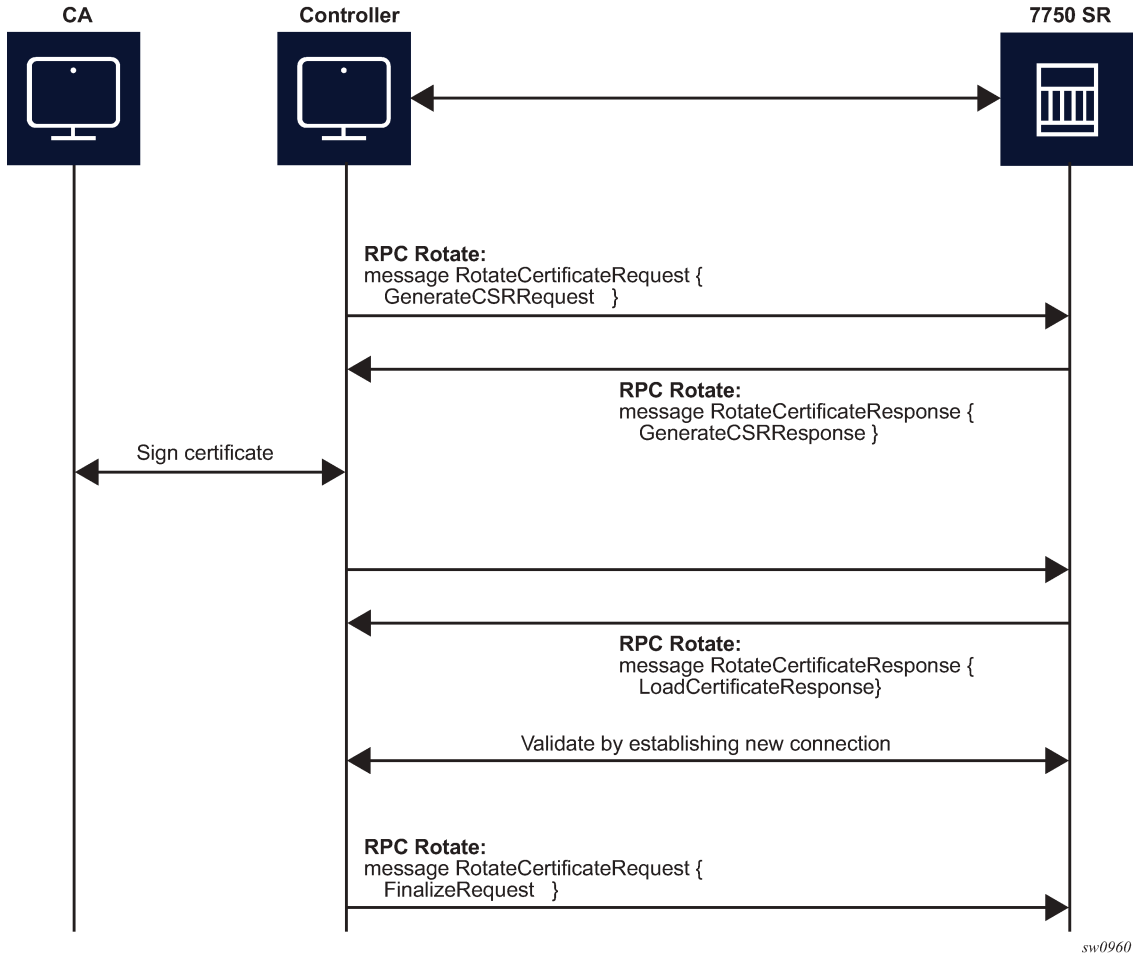 CA
Controller
7750 SR
RPC Rotate:
message RotateCertificateRequest {
GenerateCSRRequest }
RPC Rotate:
message RotateCertificateResponse {
GenerateCSRResponse }
Sign certificate
RPC Rotate:
message RotateCertificateResponse {
LoadCertificateResponse}
Validate by establishing new connection
RPC Rotate:
message RotateCertificateRequest {
FinalizeRequest }
sw0960